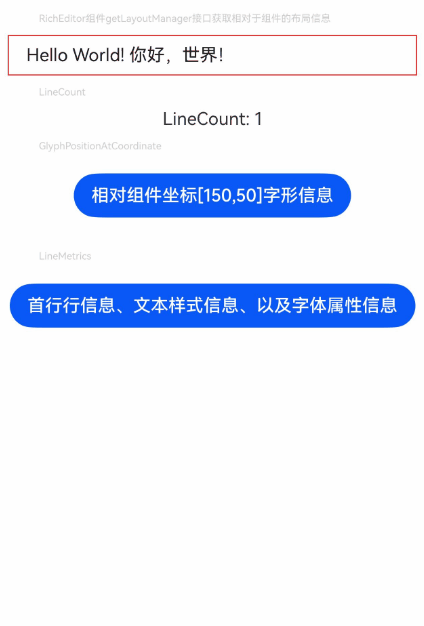 RichEditor组件getLayoutManager接口获取相对于组件的布局信息
Hello World! 你好，世界！
LineCount
LineCount: 1
GlyphPositionAtCoordinate
相对组件坐标[150,50]字形信息
LineMetrics
首行行信息、文本样式信息、以及字体属性信息